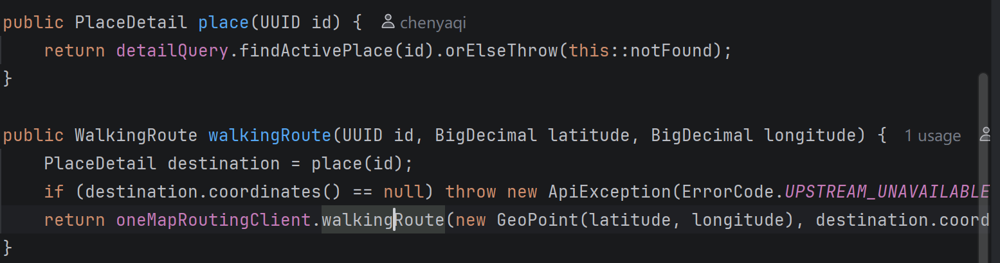 public PlaceDetail place(UUID id) { chenyaqi
return detailQuery.findActivePlace(id).orElseThrow(this::notFound);
}
public WalkingRoute walkingRoute(UUID id, BigDecimal latitude, BigDecimal longitude) { 1 usage
PlaceDetail destination = place(id);
if (destination.coordinates() == null) throw new ApiException(ErrorCode.UPSTREAM_UNAVAILABLE
return oneMapRoutingClient.walkingRoute(new GeoPoint(latitude, longitude), destination.coord
}